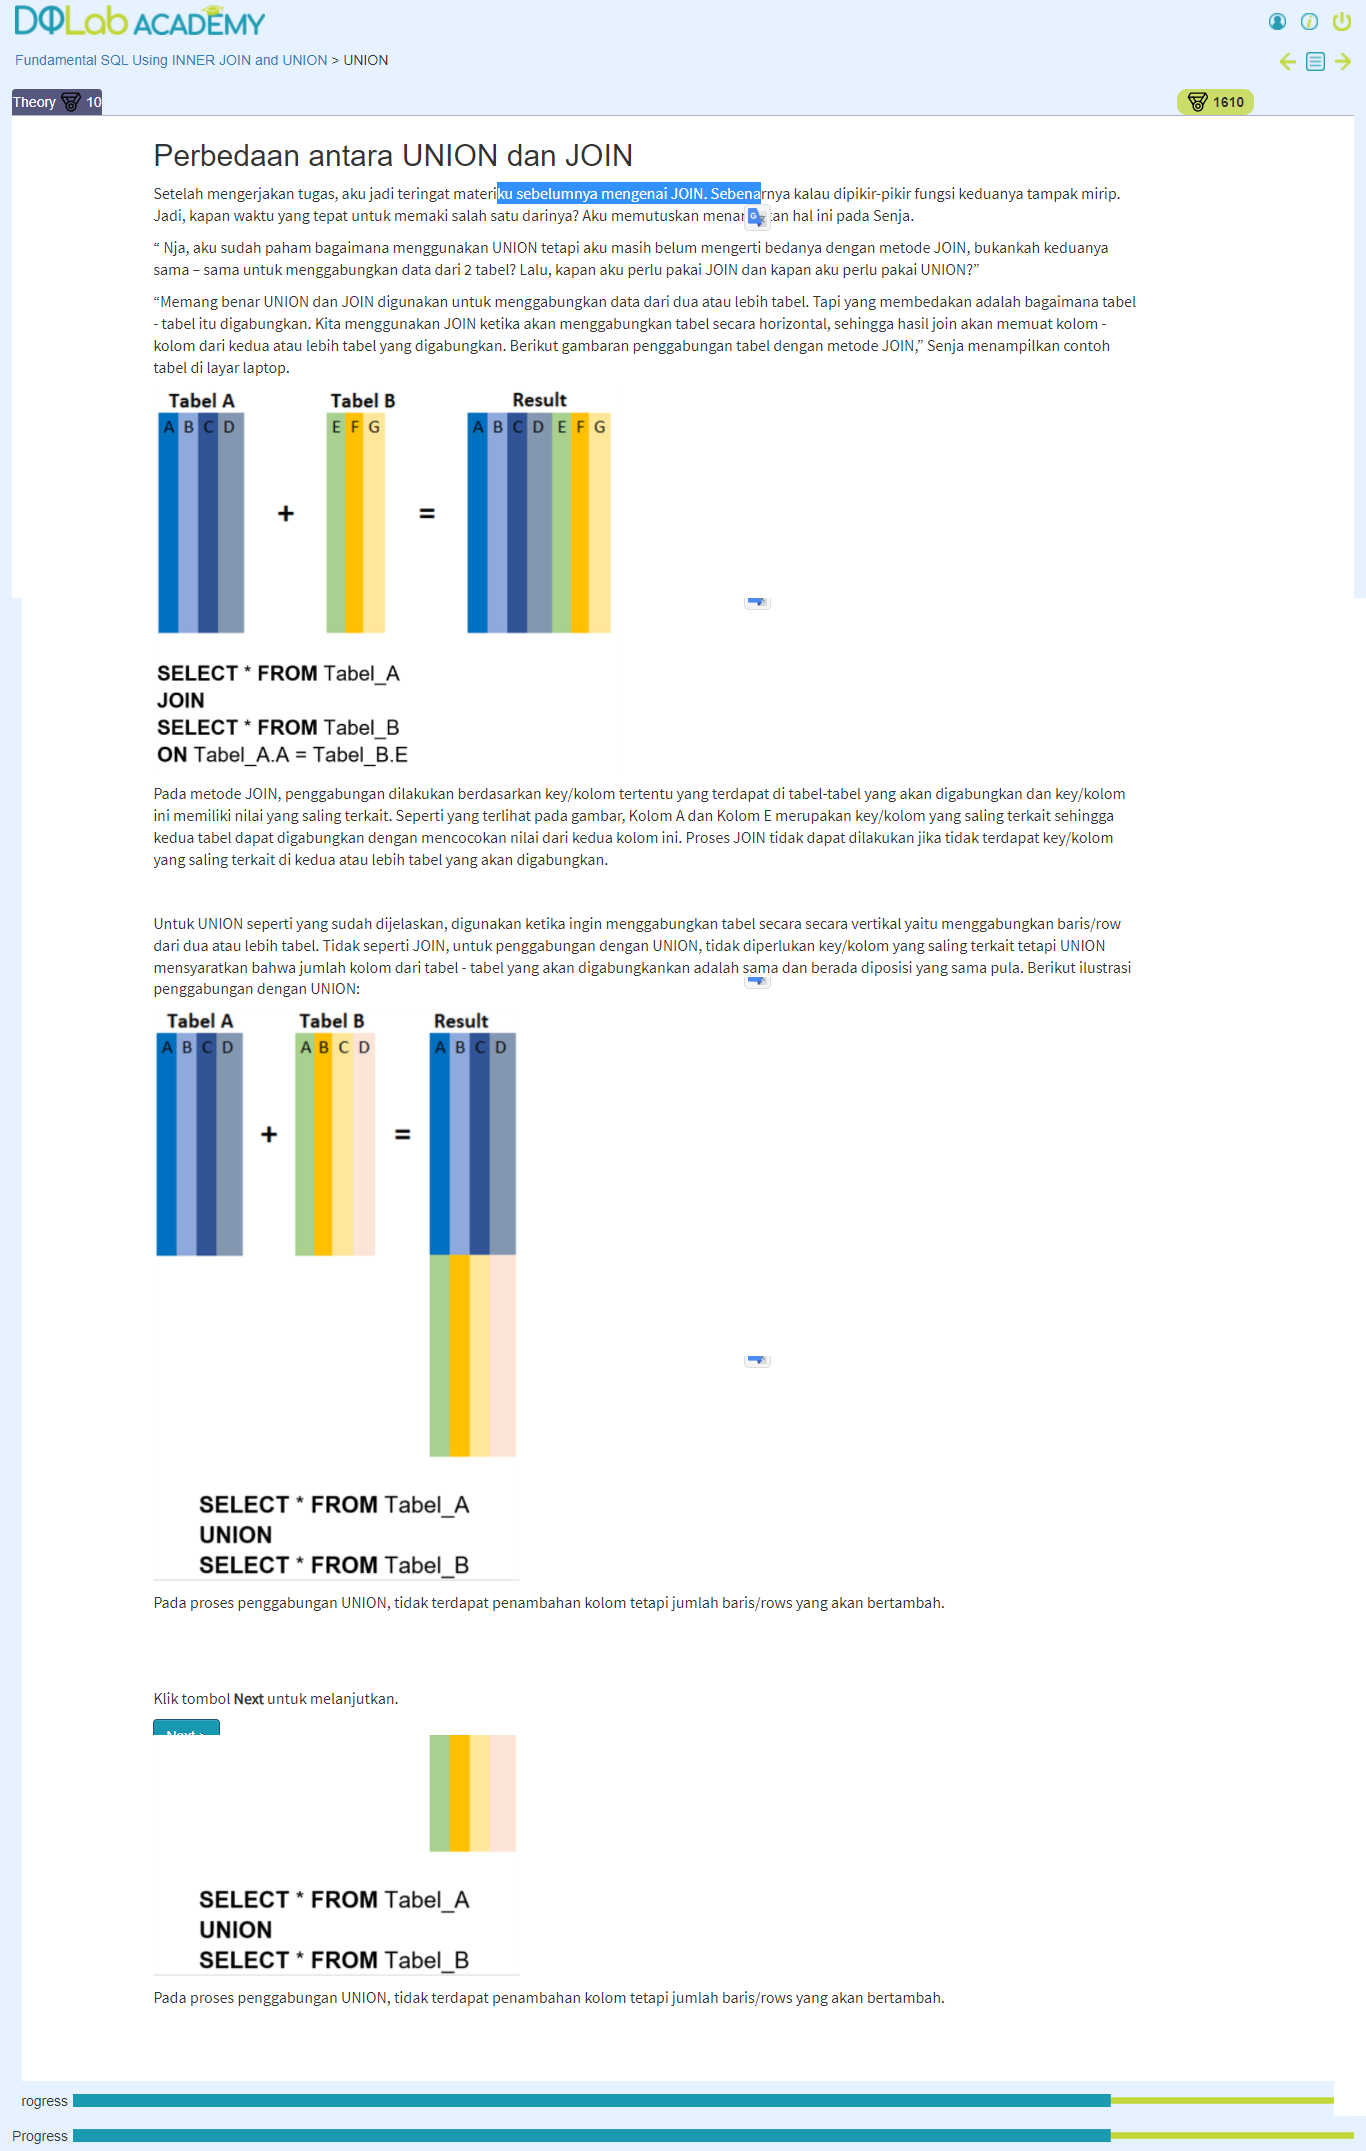 DQLab ACADEMY
Fundamental SQL Using INNER JOIN and UNION > UNION
Theory 10
1610
Perbedaan antara UNION dan JOIN
Setelah mengerjakan tugas, aku jadi teringat materiku sebelumnya mengenai JOIN. Sebenarnya kalau dipikir-pikir fungsi keduanya tampak mirip.
Jadi, kapan waktu yang tepat untuk memaki salah satu darinya? Aku memutuskan hal ini pada Senja.
“ Nja, aku sudah paham bagaimana menggunakan UNION tetapi aku masih belum mengerti bedanya dengan metode JOIN, bukankah keduanya
sama – sama untuk menggabungkan data dari 2 tabel? Lalu, kapan aku perlu pakai JOIN dan kapan aku perlu pakai UNION?”
“Memang benar UNION dan JOIN digunakan untuk menggabungkan data dari dua atau lebih tabel. Tapi yang membedakan adalah bagaimana tabel
- tabel itu digabungkan. Kita menggunakan JOIN ketika akan menggabungkan tabel secara horizontal, sehingga hasil join akan memuat kolom -
kolom dari kedua atau lebih tabel yang digabungkan. Berikut gambaran penggabungan tabel dengan metode JOIN,” Senja menampilkan contoh
tabel di layar laptop.
Tabel A Tabel B Result
A B C D E F G A B C D E F G
+ =
SELECT * FROM Tabel_A
JOIN
SELECT * FROM Tabel_B
ON Tabel_A.A = Tabel_B.E
Pada metode JOIN, penggabungan dilakukan berdasarkan key/kolom tertentu yang terdapat di tabel-tabel yang akan digabungkan dan key/kolom
ini memiliki nilai yang saling terkait. Seperti yang terlihat pada gambar, Kolom A dan Kolom E merupakan key/kolom yang saling terkait sehingga
kedua tabel dapat digabungkan dengan mencocokan nilai dari kedua kolom ini. Proses JOIN tidak dapat dilakukan jika tidak terdapat key/kolom
yang saling terkait di kedua atau lebih tabel yang akan digabungkan.
Untuk UNION seperti yang sudah dijelaskan, digunakan ketika ingin menggabungkan tabel secara secara vertikal yaitu menggabungkan baris/row
dari dua atau lebih tabel. Tidak seperti JOIN, untuk penggabungan dengan UNION, tidak diperlukan key/kolom yang saling terkait tetapi UNION
mensyaratkan bahwa jumlah kolom dari tabel - tabel yang akan digabungkankan adalah sama dan berada diposisi yang sama pula. Berikut ilustrasi
penggabungan dengan UNION:
Tabel A Tabel B Result
A B C D A B C D A B C D
+ =
SELECT * FROM Tabel_A
UNION
SELECT * FROM Tabel_B
Pada proses penggabungan UNION, tidak terdapat penambahan kolom tetapi jumlah baris/rows yang akan bertambah.
Klik tombol Next untuk melanjutkan.
SELECT * FROM Tabel_A
UNION
SELECT * FROM Tabel_B
Pada proses penggabungan UNION, tidak terdapat penambahan kolom tetapi jumlah baris/rows yang akan bertambah.
rogress
Progress